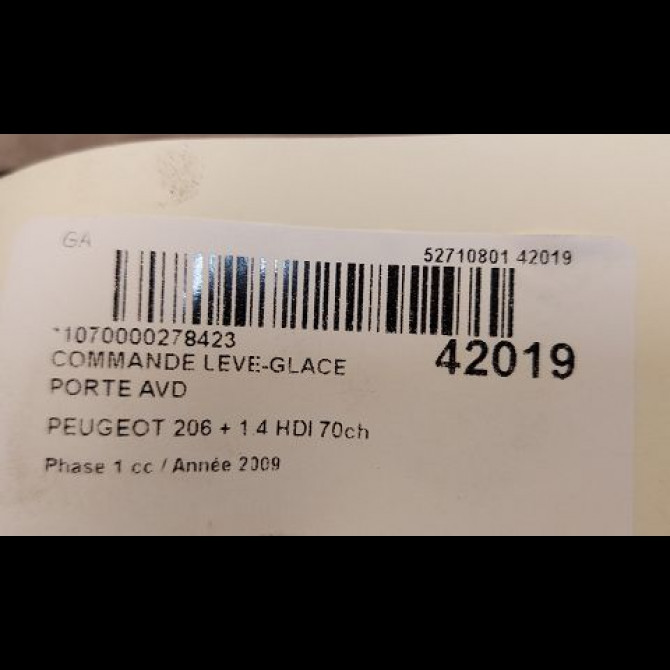 GA
52710801 42019
*1070000278423
42019
COMMANDE LEVE-GLACE
PORTE AVD
PEUGEOT 206 + 1.4 HDI 70ch
Phase 1 cc / Année 2009